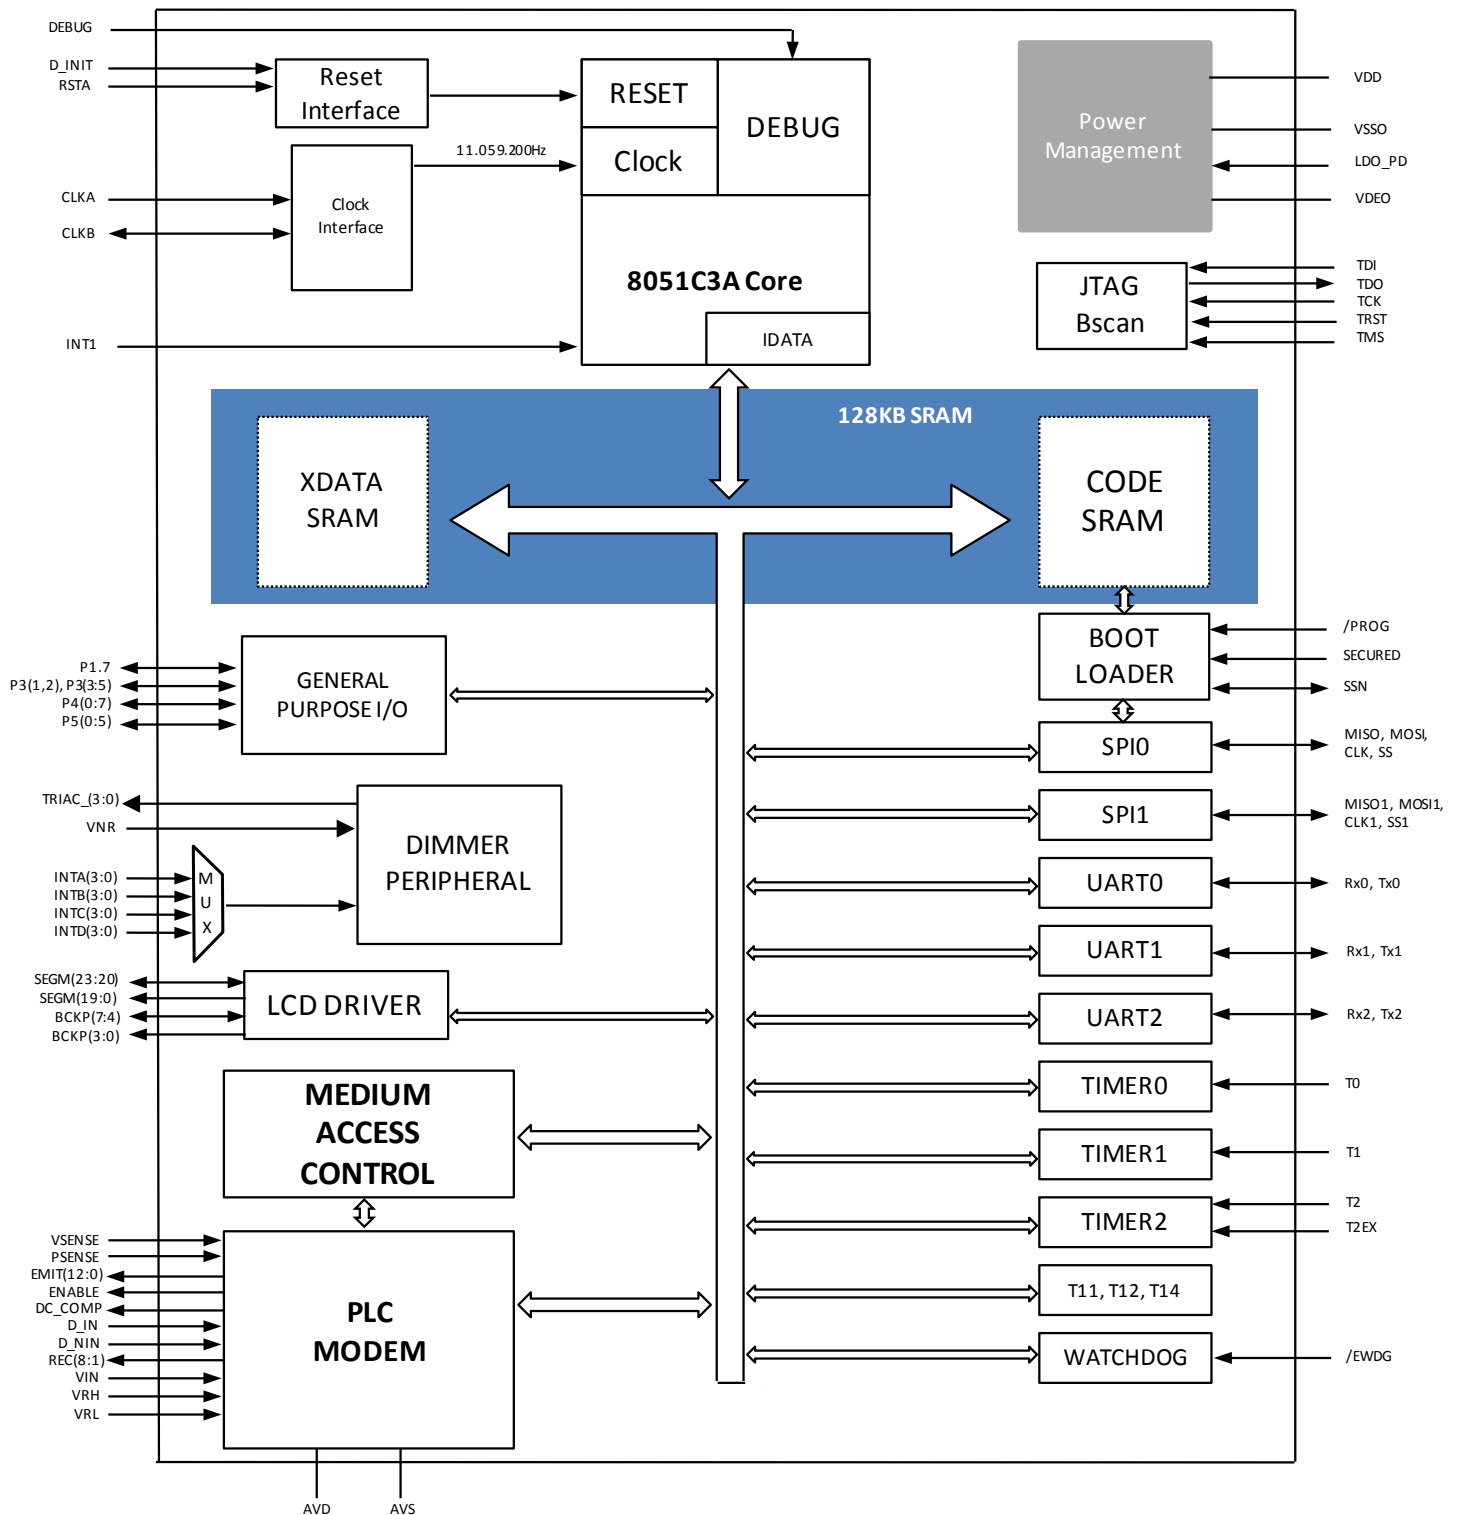 DEBUG
D_INIT
RSTA
Reset
Interface
RESET
DEBUG
Clock
11.059.200Hz
CLKA
CLKB
Clock
Interface
8051C3A Core
IDATA
INT1
Power
Management
VDD
VSSO
LDO_PD
VDEO
JTAG
Bscan
TDI
TDO
TCK
TRST
TMS
128KB SRAM
XDATA
SRAM
CODE
SRAM
P1.7
P3(1,2), P3(3:5)
P4(0:7)
P5(0:5)
GENERAL
PURPOSE I/O
BOOT
LOADER
/PROG
SECURED
SSN
SPI0
MISO, MOSI,
CLK, SS
SPI1
MISO1, MOSI1,
CLK1, SS1
TRIAC_(3:0)
VNR
DIMMER
PERIPHERAL
INTA(3:0)
INTB(3:0)
INTC(3:0)
INTD(3:0)
M
U
X
UART0
Rx0, Tx0
UART1
Rx1, Tx1
UART2
Rx2, Tx2
SEGM(23:20)
SEGM(19:0)
BCKP(7:4)
BCKP(3:0)
LCD DRIVER
MEDIUM
ACCESS
CONTROL
TIMER0
T0
TIMER1
T1
TIMER2
T2
T2EX
T11, T12, T14
WATCHDOG
/EWDG
VSENSE
PSENSE
EMIT(12:0)
ENABLE
DC_COMP
D_IN
D_NIN
REC(8:1)
VIN
VRH
VRL
PLC
MODEM
AVD
AVS